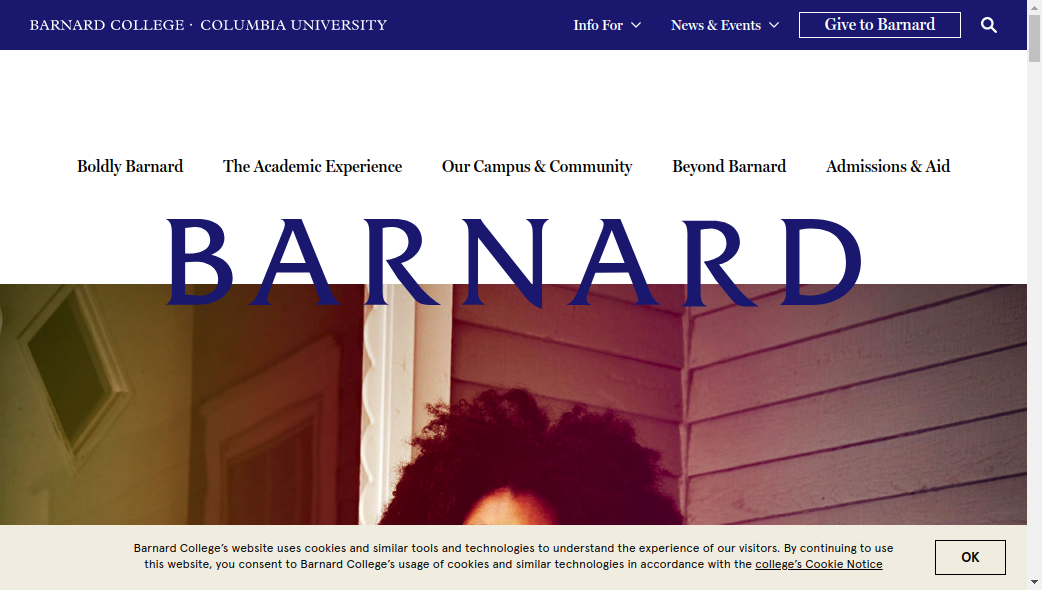 BARNARD COLLEGE · COLUMBIA UNIVERSITY
Info For
News & Events
Give to Barnard
Boldly Barnard
The Academic Experience
Our Campus & Community
Beyond Barnard
Admissions & Aid
BARNARD
Barnard College’s website uses cookies and similar tools and technologies to understand the experience of our visitors. By continuing to use
this website, you consent to Barnard College’s usage of cookies and similar technologies in accordance with the college’s Cookie Notice
OK